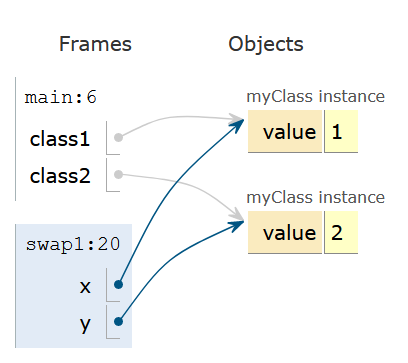 Frames Objects
main:6
class1
class2
myClass instance
value 1
myClass instance
value 2
swap1:20
x
y